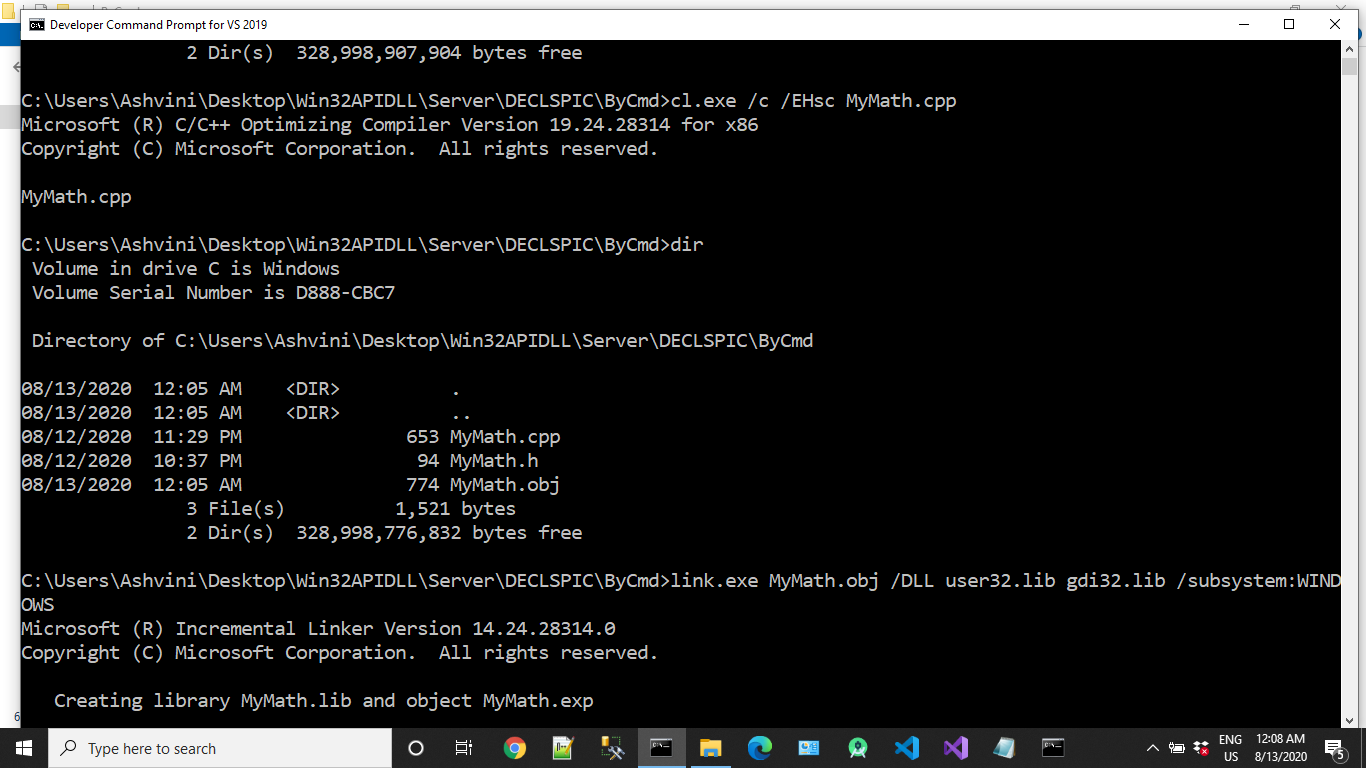 Developer Command Prompt for VS 2019
2 Dir(s)  328,998,907,904 bytes free
C:\Users\Ashvini\Desktop\Win32APIDLL\Server\DECLSPIC\ByCmd>cl.exe /c /EHsc MyMath.cpp
Microsoft (R) C/C++ Optimizing Compiler Version 19.24.28314 for x86
Copyright (C) Microsoft Corporation.  All rights reserved.
MyMath.cpp
C:\Users\Ashvini\Desktop\Win32APIDLL\Server\DECLSPIC\ByCmd>dir
Volume in drive C is Windows
Volume Serial Number is D888-CBC7
Directory of C:\Users\Ashvini\Desktop\Win32APIDLL\Server\DECLSPIC\ByCmd
08/13/2020  12:05 AM    <DIR>          .
08/13/2020  12:05 AM    <DIR>          ..
08/12/2020  11:29 PM               653 MyMath.cpp
08/12/2020  10:37 PM                94 MyMath.h
08/13/2020  12:05 AM               774 MyMath.obj
3 File(s)          1,521 bytes
2 Dir(s)  328,998,776,832 bytes free
C:\Users\Ashvini\Desktop\Win32APIDLL\Server\DECLSPIC\ByCmd>link.exe MyMath.obj /DLL user32.lib gdi32.lib /subsystem:WIND
OWS
Microsoft (R) Incremental Linker Version 14.24.28314.0
Copyright (C) Microsoft Corporation.  All rights reserved.
Creating library MyMath.lib and object MyMath.exp
6
Type here to search
ENG
US
12:08 AM
8/13/2020
5